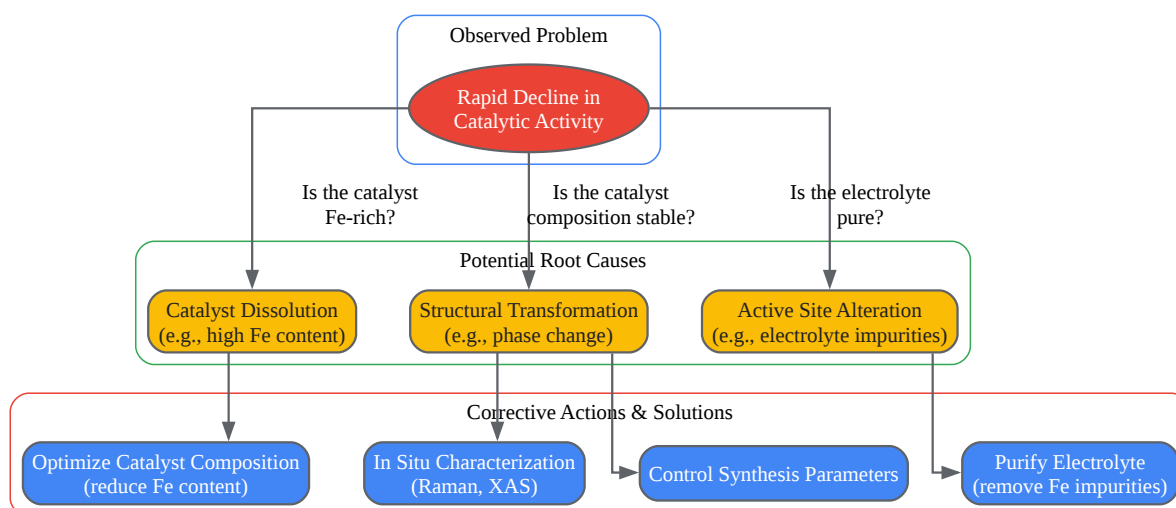 Observed Problem
Rapid Decline in
Catalytic Activity
Is the catalyst
Fe-rich?
Is the catalyst
composition stable?
Is the electrolyte
pure?
Potential Root Causes
Catalyst Dissolution
(e.g., high Fe content)
Structural Transformation
(e.g., phase change)
Active Site Alteration
(e.g., electrolyte impurities)
Corrective Actions & Solutions
Optimize Catalyst Composition
(reduce Fe content)
In Situ Characterization
(Raman, XAS)
Control Synthesis Parameters
Purify Electrolyte
(remove Fe impurities)